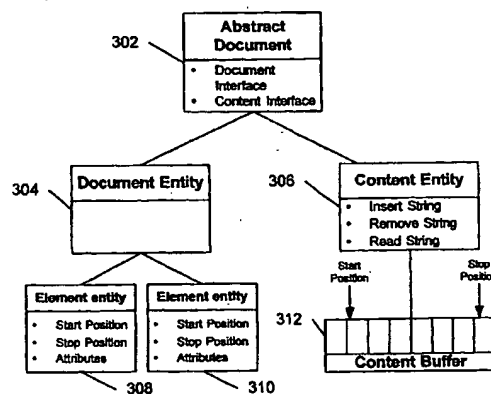 Abstract
Document
302
• Document
Interface
• Content Interface
304
Document Entity
306
Content Entity
• Insert String
• Remove String
• Read String
Start
Position
Stop
Position
Element entity
• Start Position
• Stop Position
• Attributes
Element entity
• Start Position
• Stop Position
• Attributes
312
Content Buffer
308
310